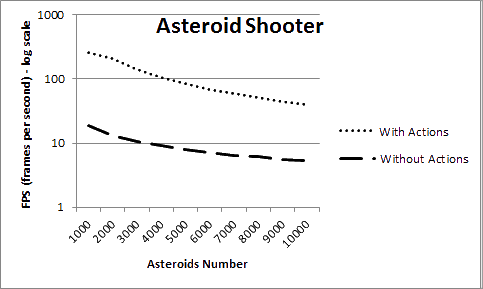 Asteroid Shooter
FPS (frames per second) - log scale
1000
100
10
1
1000
2000
3000
4000
5000
6000
7000
8000
9000
10000
Asteroids Number
With Actions
Without Actions